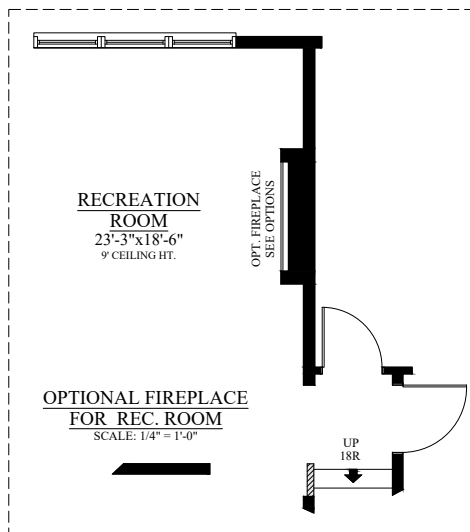 RECREATION
ROOM
23'-3"x18'-6"
9' CEILING HT.
OPT. FIREPLACE
SEE OPTIONS
OPTIONAL FIREPLACE
FOR REC. ROOM
SCALE: 1/4" = 1'-0"
UP
18R